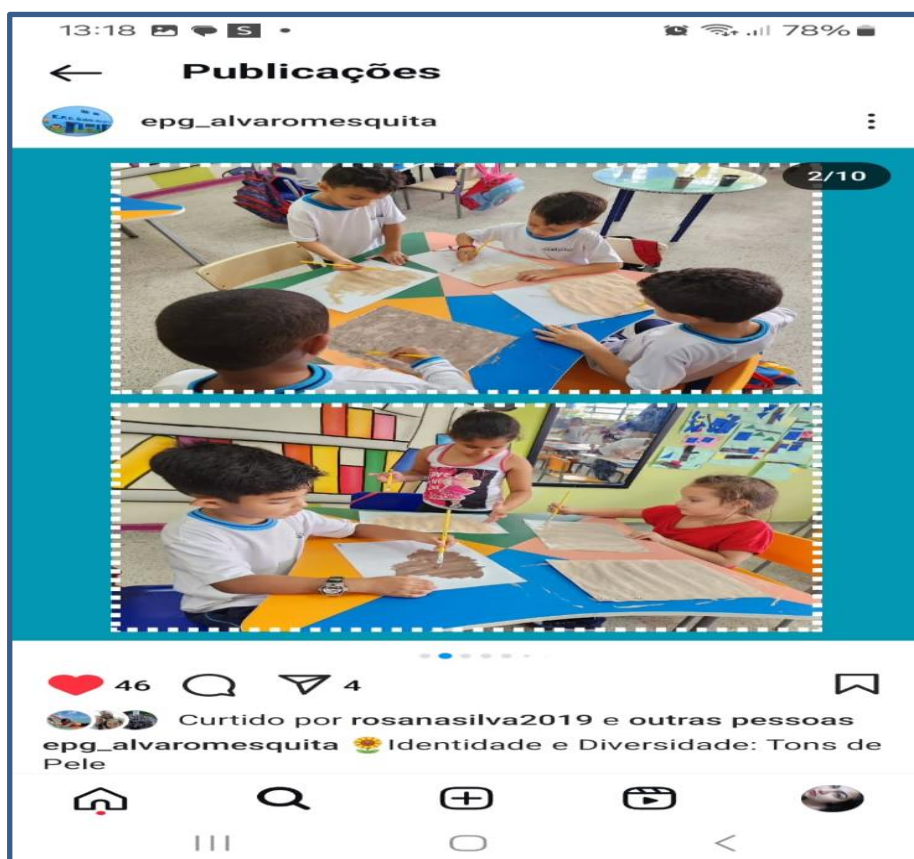 13:18 S • 78%
Publicações
epg_alvaromesquita
2/10
46 4
Curtido por rosanasilva2019 e outras pessoas
epg_alvaromesquita 🌻Identidade e Diversidade: Tons de
Pele